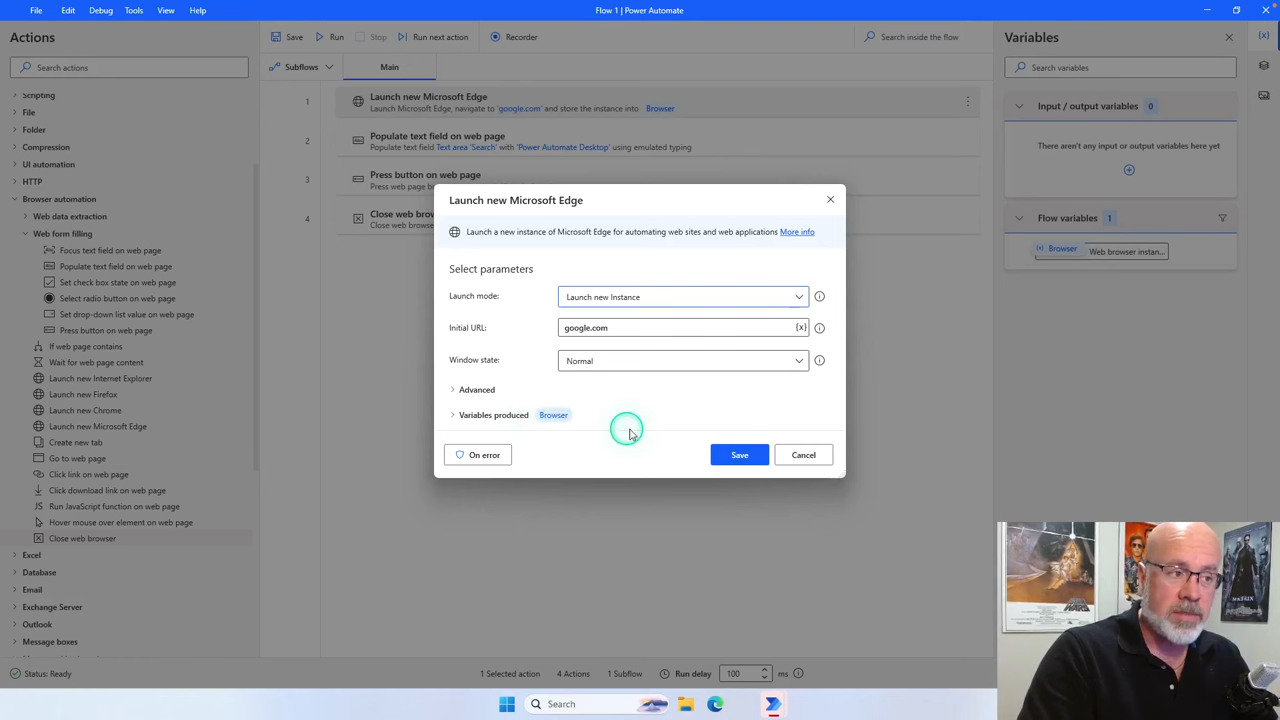 File Edit Debug Tools View Help
Flow 1 | Power Automate
Actions
Search actions
Scripting
File
Folder
Compression
UI automation
HTTP
Browser automation
Web data extraction
Web form filling
Focus text field on web page
Populate text field on web page
Set check box state on web page
Select radio button on web page
Set drop-down list value on web page
Press button on web page
If web page contains
Wait for web page content
Launch new Internet Explorer
Launch new Firefox
Launch new Chrome
Launch new Microsoft Edge
Create new tab
Go to web page
Click link on web page
Click download link on web page
Run JavaScript function on web page
Hover mouse over element on web page
Close web browser
Excel
Database
Email
Exchange Server
Outlook
Message boxes
Save Run Stop Run next action Recorder
Search inside the flow
Subflows Main
1
Launch new Microsoft Edge
Launch Microsoft Edge, navigate to 'google.com' and store the instance into Browser
2
Populate text field on web page
Populate text field Text area 'Search' with 'Power Automate Desktop' using emulated typing
3
Press button on web page
Press web page
4
Close web brow
Close web browser
Launch new Microsoft Edge
Launch a new instance of Microsoft Edge for automating web sites and web applications More info
Select parameters
Launch mode: Launch new Instance
Initial URL: google.com {x}
Window state: Normal
Advanced
Variables produced Browser
On error Save Cancel
Variables
{x}
Search variables
Input / output variables 0
There aren't any input or output variables here yet
Flow variables 1
Browser Web browser instan...
Status: Ready 1 Selected action 4 Actions 1 Subflow Run delay 100 ms
Search
STAR
WARS
MATRIX